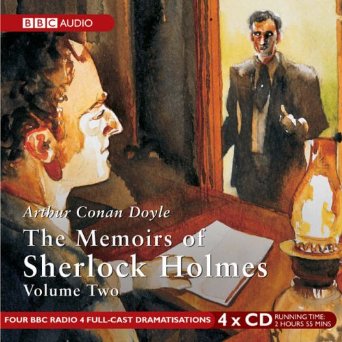 BBC AUDIO
Arthur Conan Doyle
The Memoirs of
Sherlock Holmes
Volume Two
FOUR BBC RADIO 4 FULL-CAST DRAMATISATIONS
4 x CD
RUNNING TIME:
2 HOURS 55 MINS